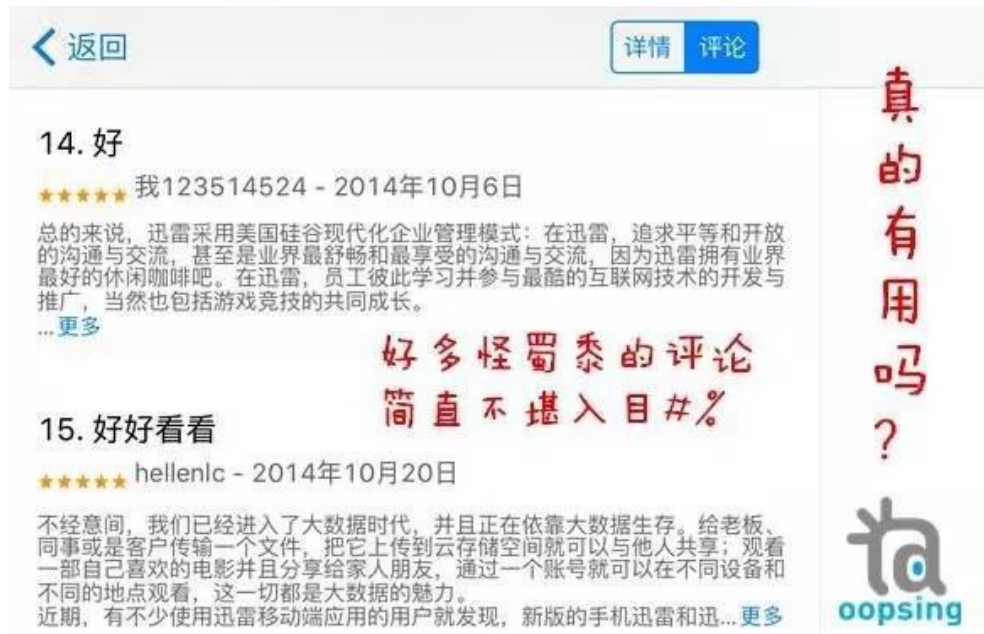 返回
详情 评论
14. 好
★★★★★ 我123514524 - 2014年10月6日
总的来说，迅雷采用美国硅谷现代化企业管理模式：在迅雷，追求平等和开放
的沟通与交流，甚至是业界最舒畅和最享受的沟通与交流，因为迅雷拥有业界
最好的休闲咖啡吧。在迅雷，员工彼此学习并参与最酷的互联网技术的开发与
推广，当然也包括游戏竞技的共同成长。
...更多
好多怪蜀黍的评论
简直不堪入目#%
15. 好好看看
★★★★★ hellenlc - 2014年10月20日
不经意间，我们已经进入了大数据时代，并且正在依靠大数据生存。给老板、
同事或是客户传输一个文件，把它上传到云存储空间就可以与他人共享；观看
一部自己喜欢的电影并且分享给家人朋友，通过一个账号就可以在不同设备和
不同的地点观看，这一切都是大数据的魅力。
近期，有不少使用迅雷移动端应用的用户就发现，新版的手机迅雷和迅...更多
真的有用吗？
oopsing